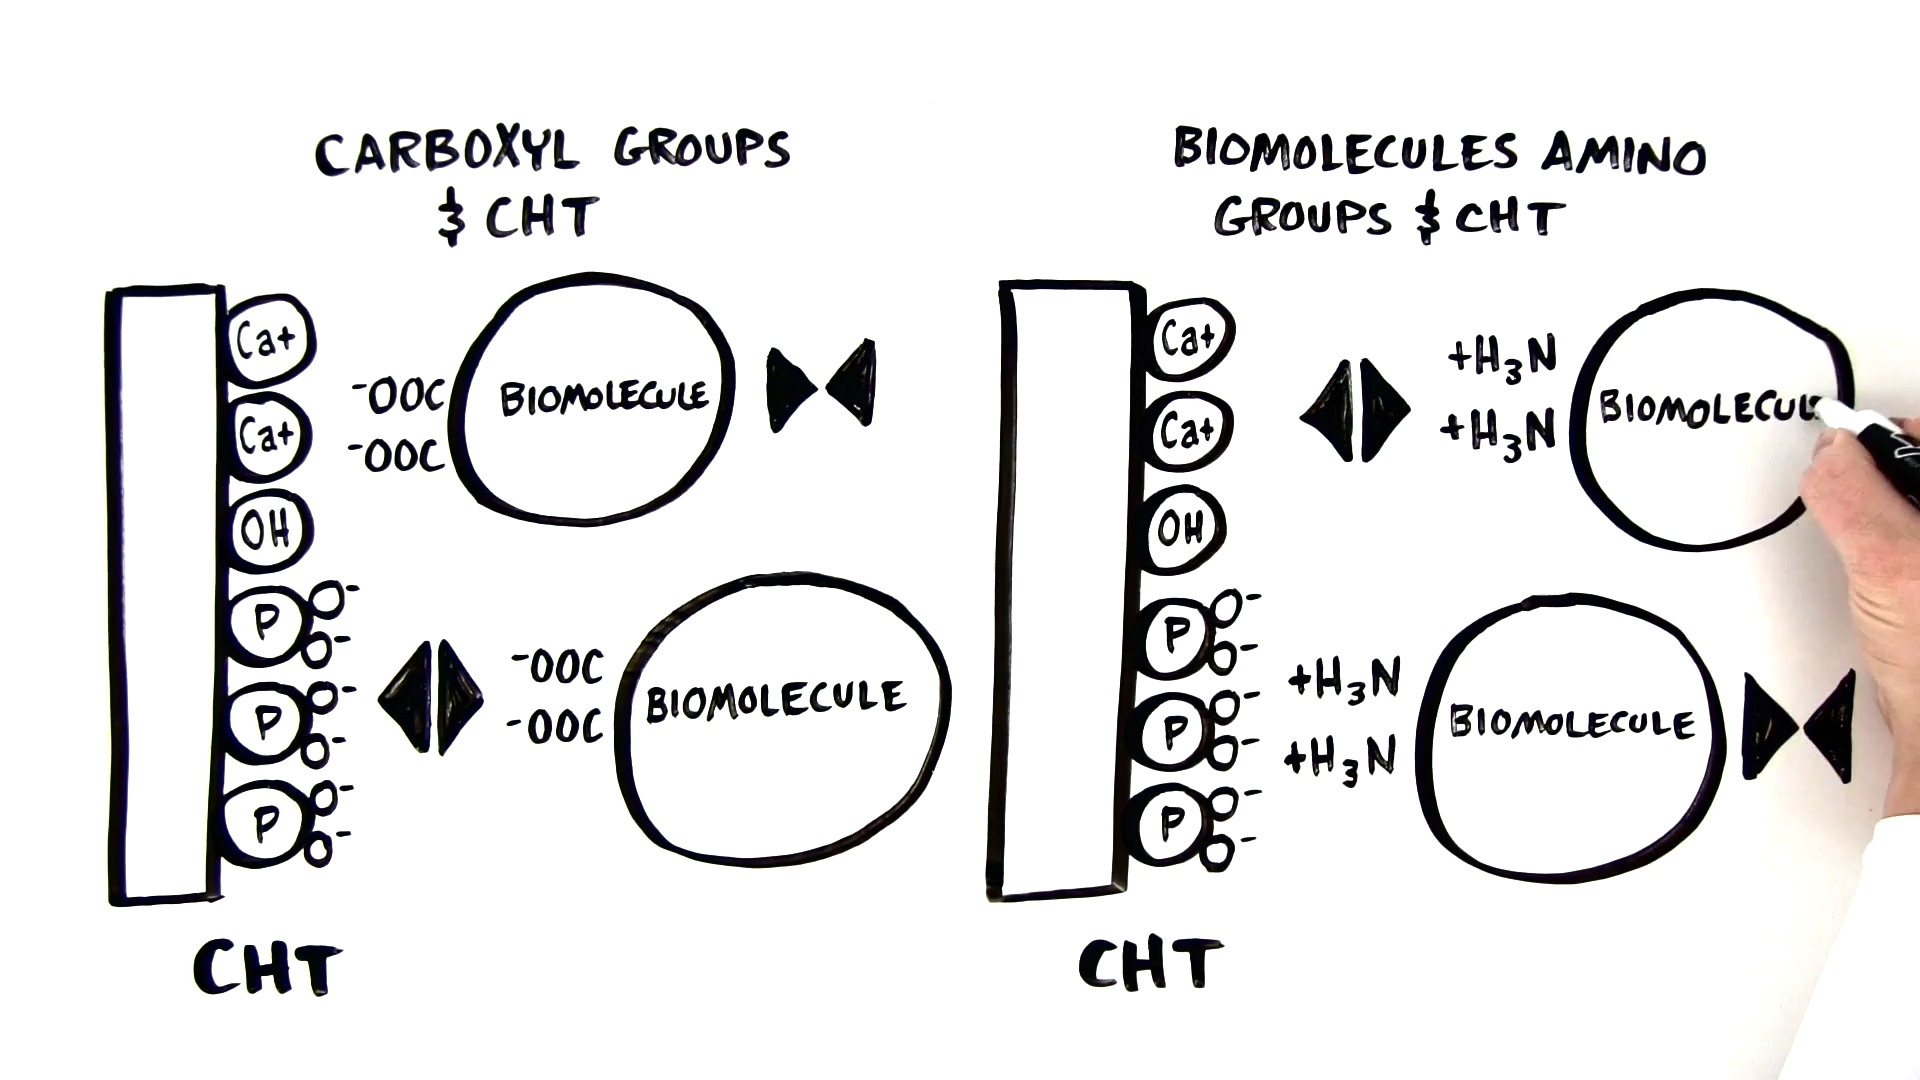 CARBOXYL GROUPS
& CHT
Ca+
Ca+
OH
P
O-
O-
P
O-
O-
P
O-
O-
-OOC
-OOC
BIOMOLECULE
-OOC
-OOC
BIOMOLECULE
CHT
BIOMOLECULES AMINO
GROUPS & CHT
Ca+
Ca+
OH
P
O-
O-
P
O-
O-
P
O-
O-
+H₃N
+H₃N
BIOMOLECUL
+H₃N
+H₃N
BIOMOLECULE
CHT